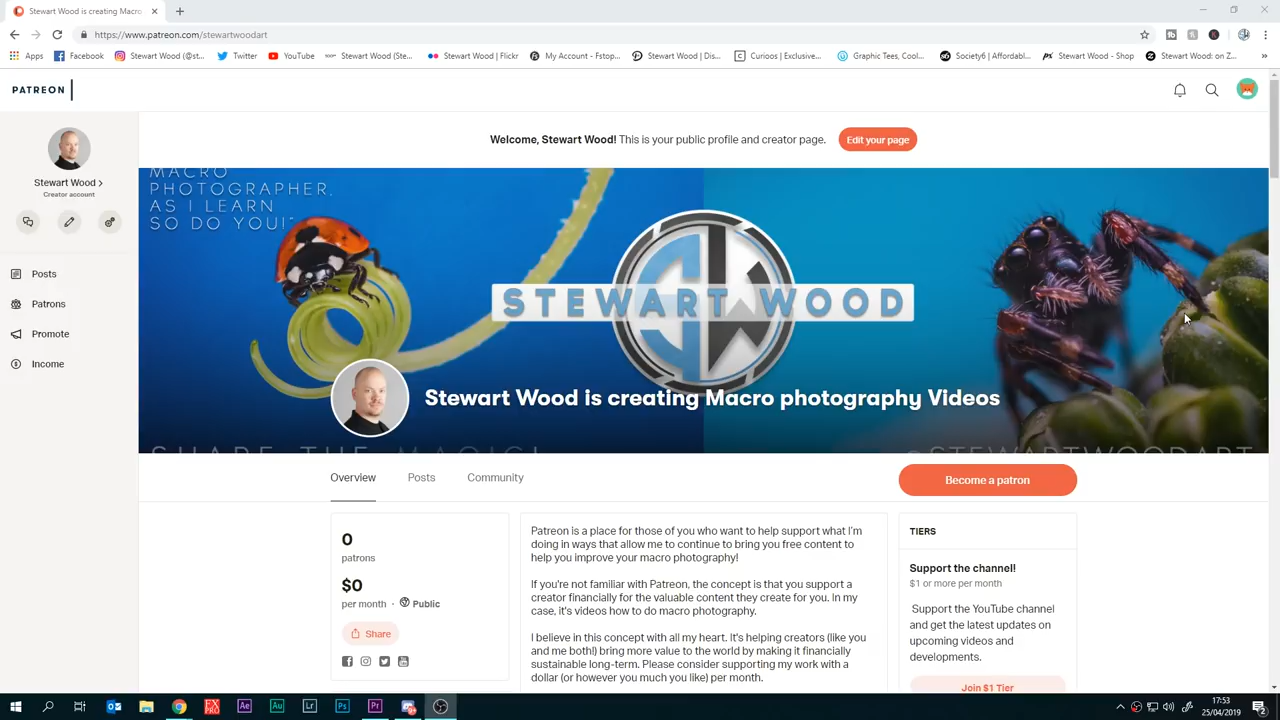 Stewart Wood is creating Macro
https://www.patreon.com/stewartwoodart
Apps
Facebook
Stewart Wood (@st...
Twitter
YouTube
Stewart Wood (Ste...
Stewart Wood | Flickr
My Account - Fstop...
Stewart Wood | Dis...
Curioos | Exclusive...
Graphic Tees, Cool...
Society6 | Affordabl...
Stewart Wood - Shop
Stewart Wood: on Z...
PATREON
Stewart Wood
Creator account
Posts
Patrons
Promote
Income
Welcome, Stewart Wood! This is your public profile and creator page.
Edit your page
MACRO
PHOTOGRAPHER.
AS I LEARN
SO DO YOU!"
STEWART WOOD
Stewart Wood is creating Macro photography Videos
SHARE THE MAGIC!
@STEWARTWOODART
Overview
Posts
Community
Become a patron
0
patrons
$0
per month · Public
Share
Patreon is a place for those of you who want to help support what I'm
doing in ways that allow me to continue to bring you free content to
help you improve your macro photography!
If you're not familiar with Patreon, the concept is that you support a
creator financially for the valuable content they create for you. In my
case, it's videos how to do macro photography.
I believe in this concept with all my heart. It's helping creators (like you
and me both!) bring more value to the world by making it financially
sustainable long-term. Please consider supporting my work with a
dollar (or however you much you like) per month.
TIERS
Support the channel!
$1 or more per month
Support the YouTube channel
and get the latest updates on
upcoming videos and
developments.
Join $1 Tier
17:53
25/04/2019